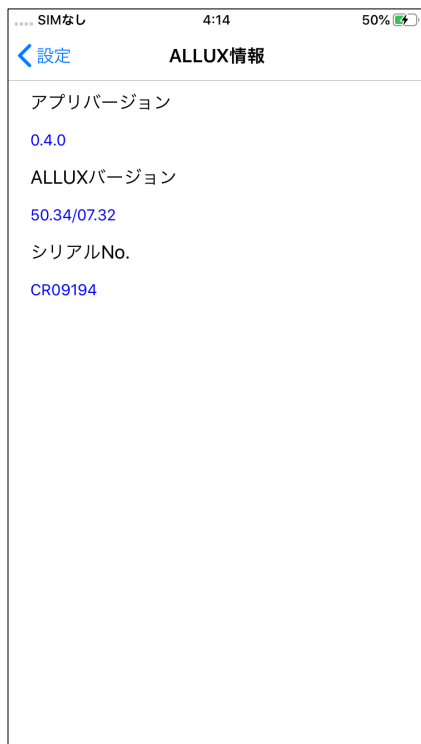 SIMなし 4:14 50%
設定 ALLUX情報
アプリバージョン
0.4.0
ALLUXバージョン
50.34/07.32
シリアルNo.
CR09194